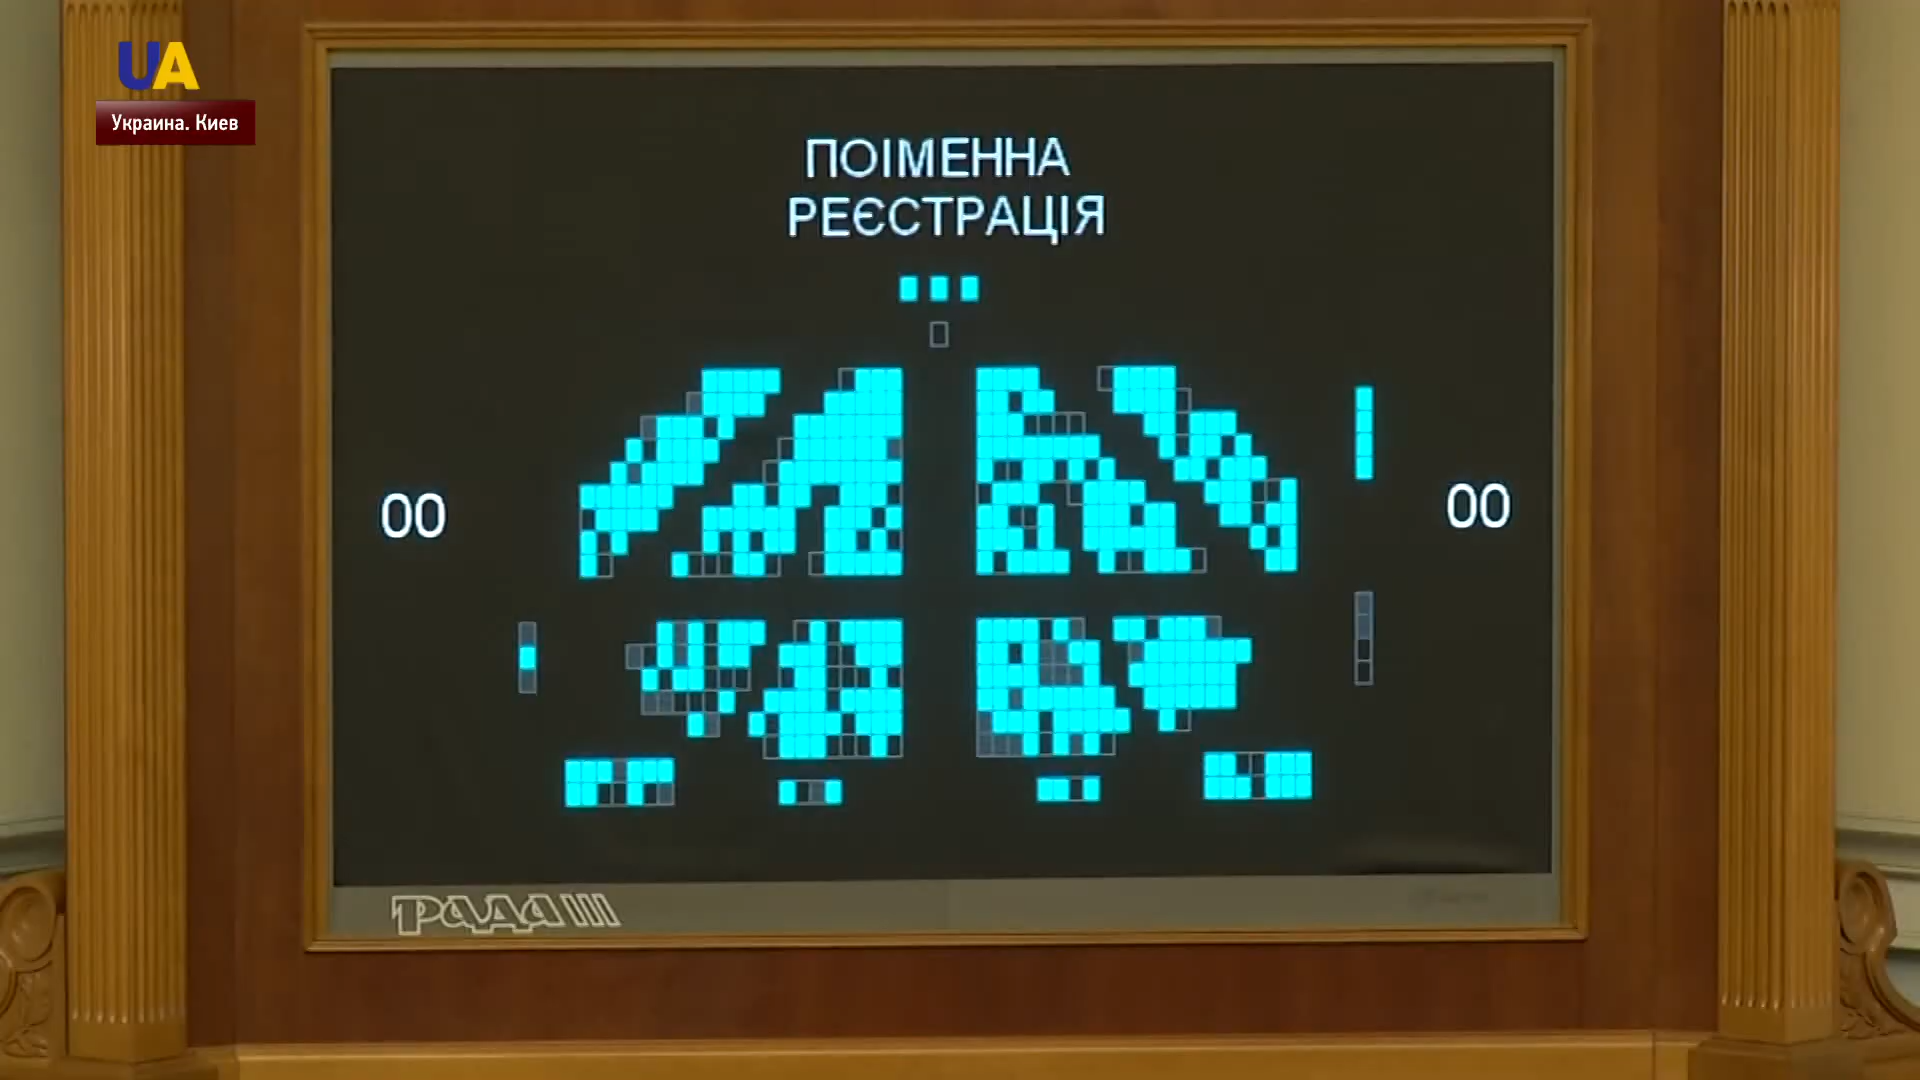 UA
Украина. Киев
ПОІМЕННА
РЕЄСТРАЦІЯ
00
00
РАДА III